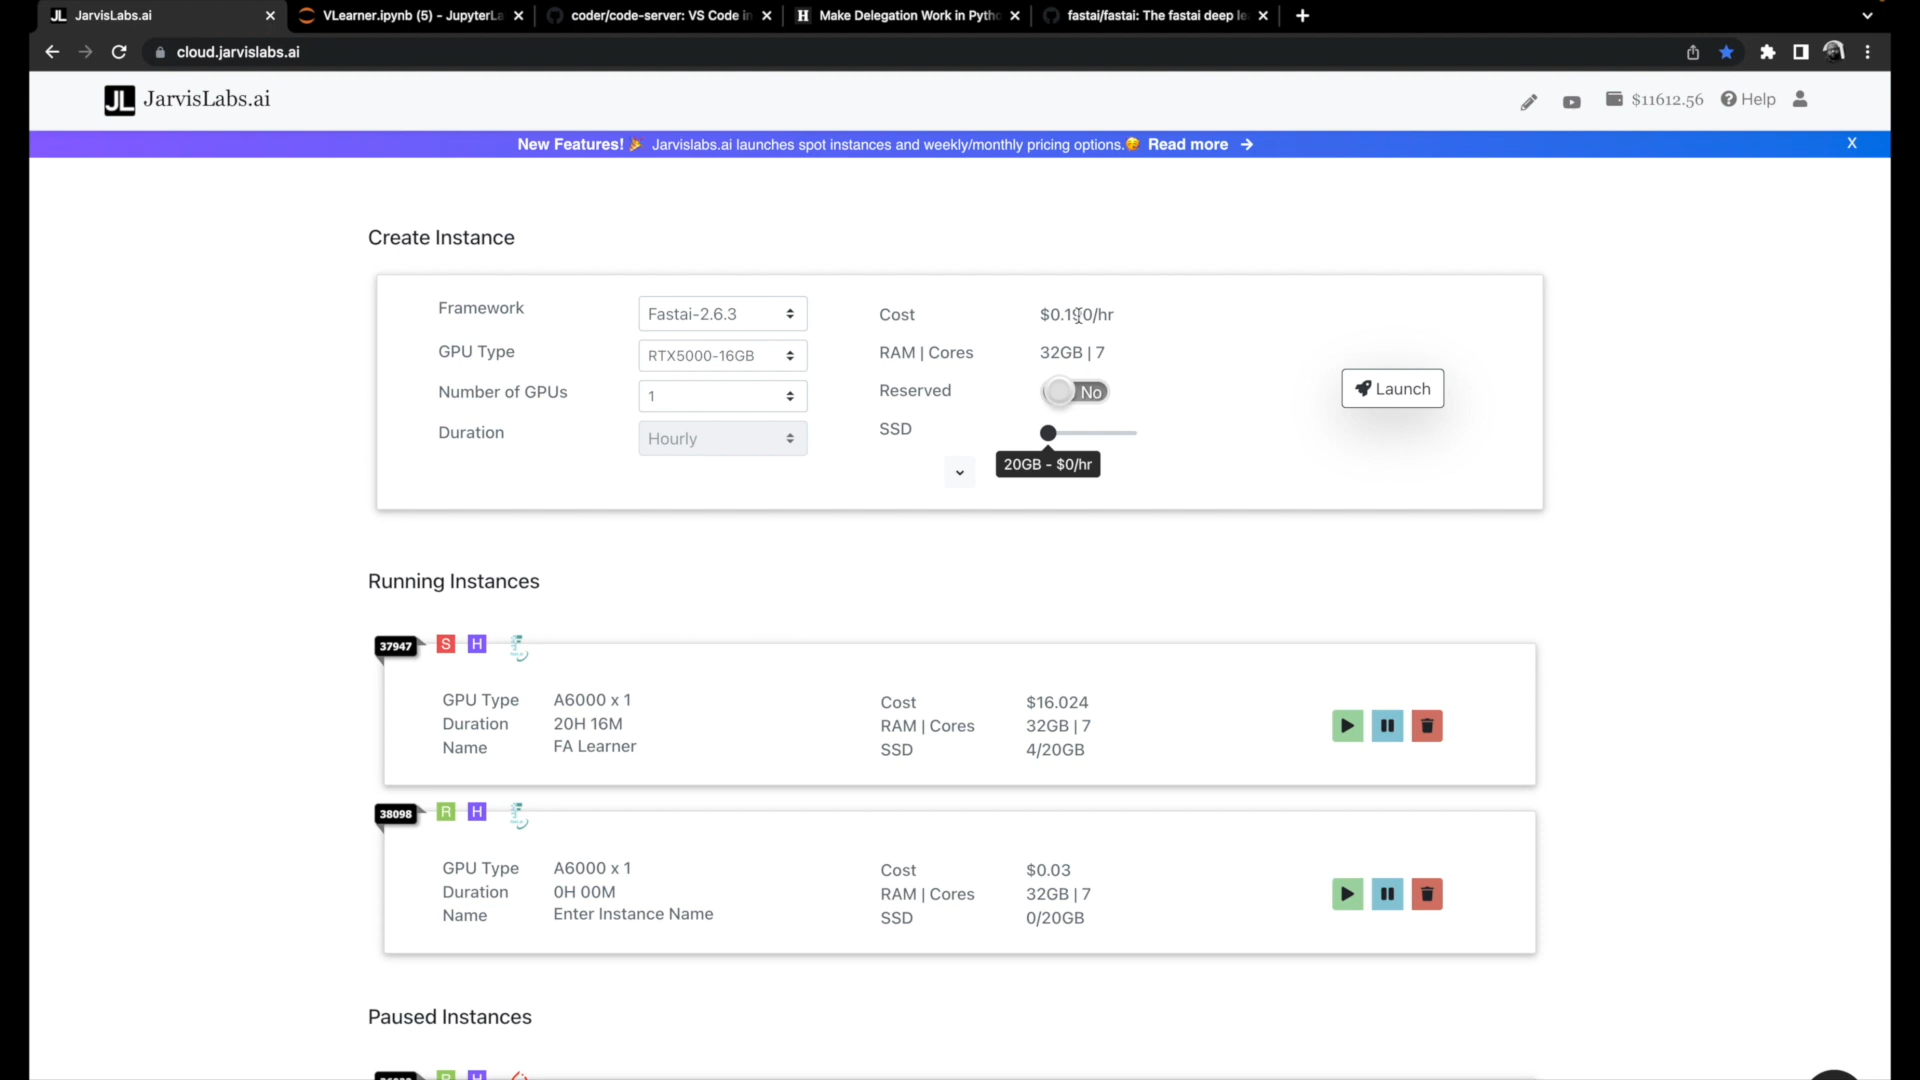 JL JarvisLabs.ai
VLearner.ipynb (5) - JupyterLa
coder/code-server: VS Code in
H Make Delegation Work in Pytho
fastai/fastai: The fastai deep le
cloud.jarvislabs.ai
JL JarvisLabs.ai
$11612.56
Help
New Features! 🎉 Jarvislabs.ai launches spot instances and weekly/monthly pricing options.🥳 Read more →
X
Create Instance
Framework Fastai-2.6.3
GPU Type RTX5000-16GB
Number of GPUs 1
Duration Hourly
Cost $0.190/hr
RAM | Cores 32GB | 7
Reserved No
SSD
20GB - $0/hr
Launch
Running Instances
37947 S H
GPU Type A6000 x 1
Duration 20H 16M
Name FA Learner
Cost $16.024
RAM | Cores 32GB | 7
SSD 4/20GB
38098 R H
GPU Type A6000 x 1
Duration 0H 00M
Name Enter Instance Name
Cost $0.03
RAM | Cores 32GB | 7
SSD 0/20GB
Paused Instances
R H